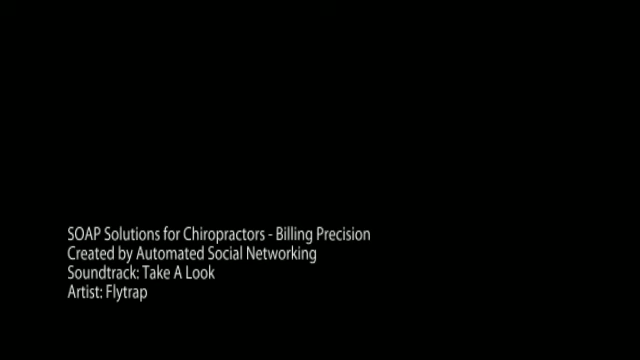 SOAP Solutions for Chiropractors - Billing Precision
Created by Automated Social Networking
Soundtrack: Take A Look
Artist: Flytrap